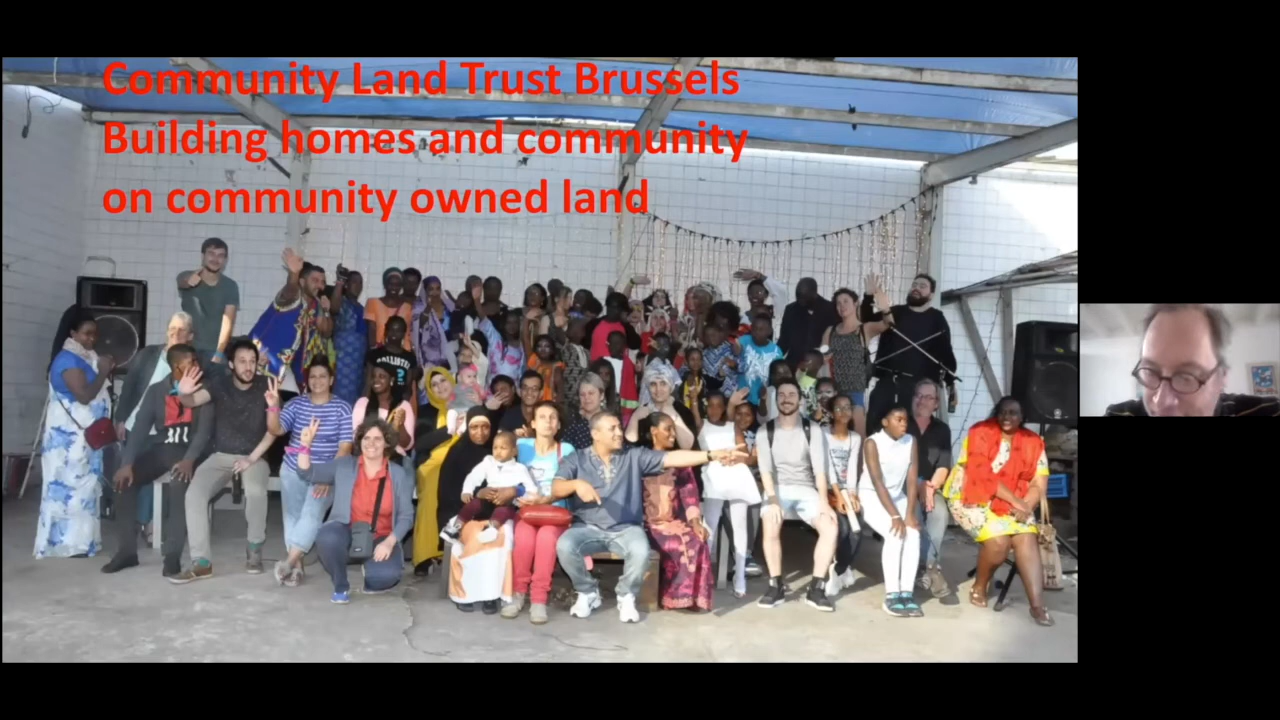 Community Land Trust Brussels
Building homes and community
on community owned land